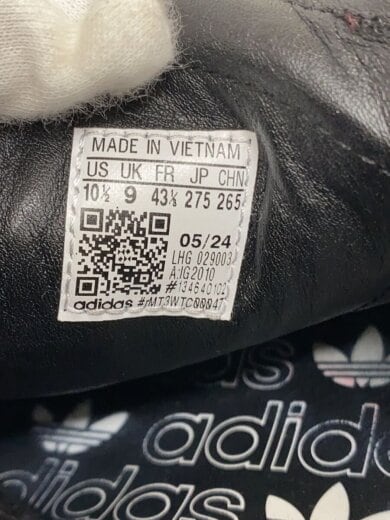 MADE IN VIETNAM
US UK FR JP CHN
10½ 9 43⅓ 275 265
05/24
LHG 029003
A:IG2010
adidas
adidas
adidas